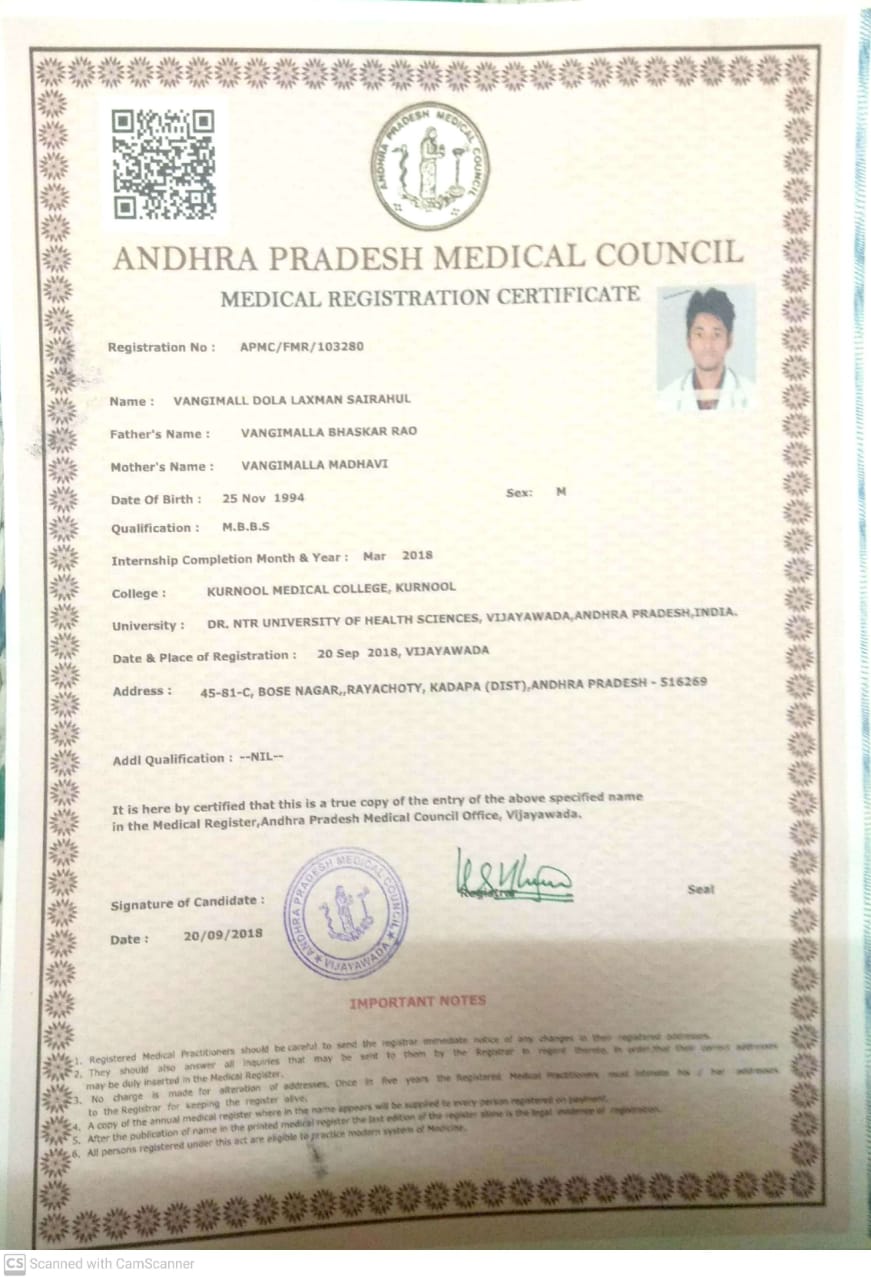 ANDHRA PRADESH MEDICAL COUNCIL
ANDHRA PRADESH MEDICAL COUNCIL
MEDICAL REGISTRATION CERTIFICATE
Registration No : APMC/FMR/103280
Name : VANGIMALL DOLA LAXMAN SAIRAHUL
Father's Name : VANGIMALLA BHASKAR RAO
Mother's Name : VANGIMALLA MADHAVI
Date Of Birth : 25 Nov 1994 Sex: M
Qualification : M.B.B.S
Internship Completion Month & Year : Mar 2018
College : KURNOOL MEDICAL COLLEGE, KURNOOL
University : DR. NTR UNIVERSITY OF HEALTH SCIENCES, VIJAYAWADA,ANDHRA PRADESH,INDIA.
Date & Place of Registration : 20 Sep 2018, VIJAYAWADA
Address : 45-81-C, BOSE NAGAR,,RAYACHOTY, KADAPA (DIST),ANDHRA PRADESH - 516269
Addl Qualification : --NIL--
It is here by certified that this is a true copy of the entry of the above specified name
in the Medical Register,Andhra Pradesh Medical Council Office, Vijayawada.
ANDHRA PRADESH MEDICAL COUNCIL
VIJAYAWADA
Signature of Candidate : Registrar Seal
Date : 20/09/2018
IMPORTANT NOTES
1. Registered Medical Practitioners should be careful to send the registrar immediate notice of any changes in their registered addresses.
2. They should also answer all inquiries that may be sent to them by the Registrar in regard thereto, in order that their correct addresses
may be duly inserted in the Medical Register.
3. No charge is made for alteration of addresses. Once in five years the Registered Medical Practitioners must intimate his / her addresses
to the Registrar for keeping the register alive.
4. A copy of the annual medical register where in the name appears will be supplied to every person registered on payment.
5. After the publication of name in the printed medical register the last edition of the register alone is the legal evidence of registration.
6. All persons registered under this act are eligible to practice modern system of Medicine.
CS Scanned with CamScanner